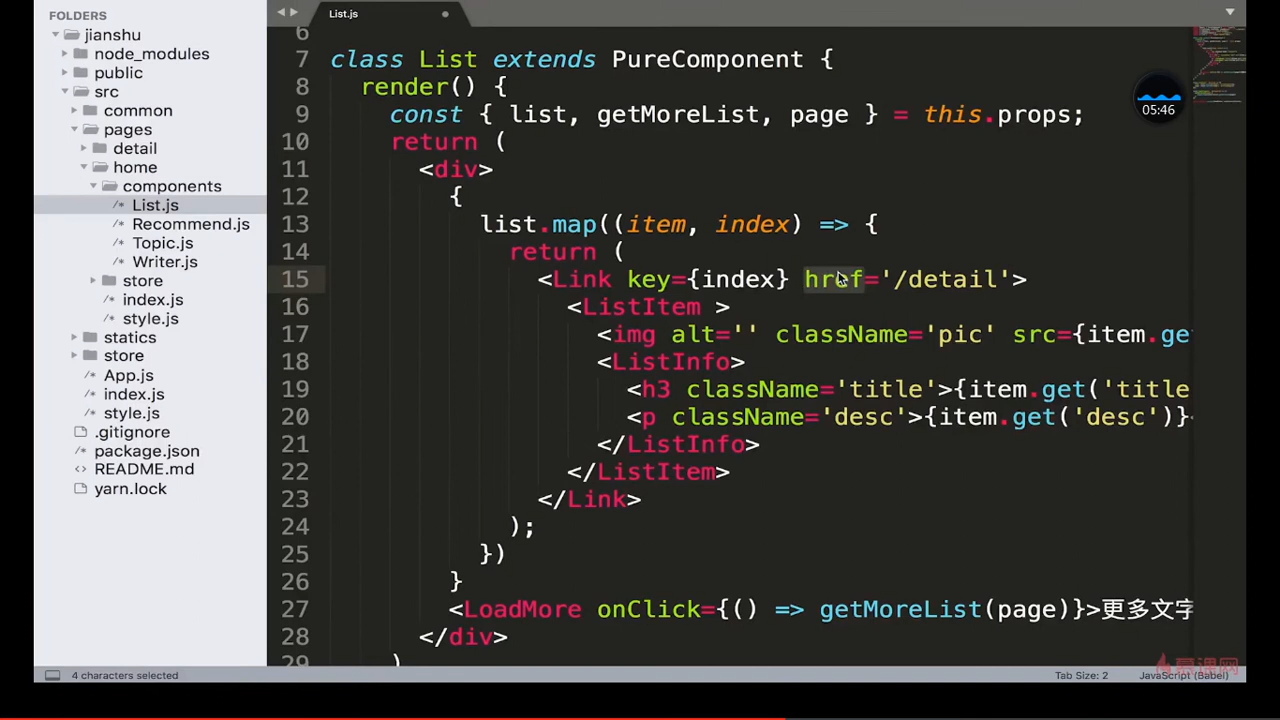 FOLDERS
jianshu
node_modules
public
src
common
pages
detail
home
components
/* List.js
/* Recommend.js
/* Topic.js
/* Writer.js
store
/* index.js
/* style.js
statics
store
/* App.js
/* index.js
/* style.js
.gitignore
/* package.json
<> README.md
yarn.lock
List.js
05:46
6
7 class List extends PureComponent {
8 render() {
9 const { list, getMoreList, page } = this.props;
10 return (
11 <div>
12 {
13 list.map((item, index) => {
14 return (
15 <Link key={index} href='/detail'>
16 <ListItem >
17 <img alt='' className='pic' src={item.ge
18 <ListInfo>
19 <h3 className='title'>{item.get('title
20 <p className='desc'>{item.get('desc')}<
21 </ListInfo>
22 </ListItem>
23 </Link>
24 );
25 })
26 }
27 <LoadMore onClick={() => getMoreList(page)}>更多文字
28 </div>
29 )
慕课网
4 characters selected
Tab Size: 2
JavaScript (Babel)